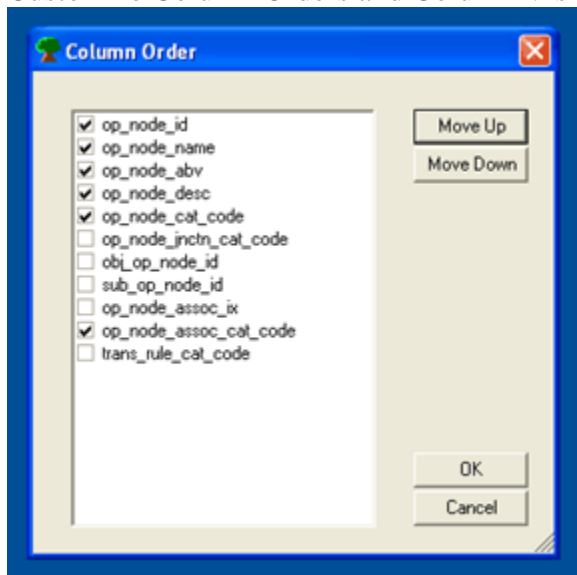 Column Order
op_node_id
op_node_name
op_node_abv
op_node_desc
op_node_cat_code
op_node_jnctn_cat_code
obj_op_node_id
sub_op_node_id
op_node_assoc_ix
op_node_assoc_cat_code
trans_rule_cat_code
Move Up
Move Down
OK
Cancel